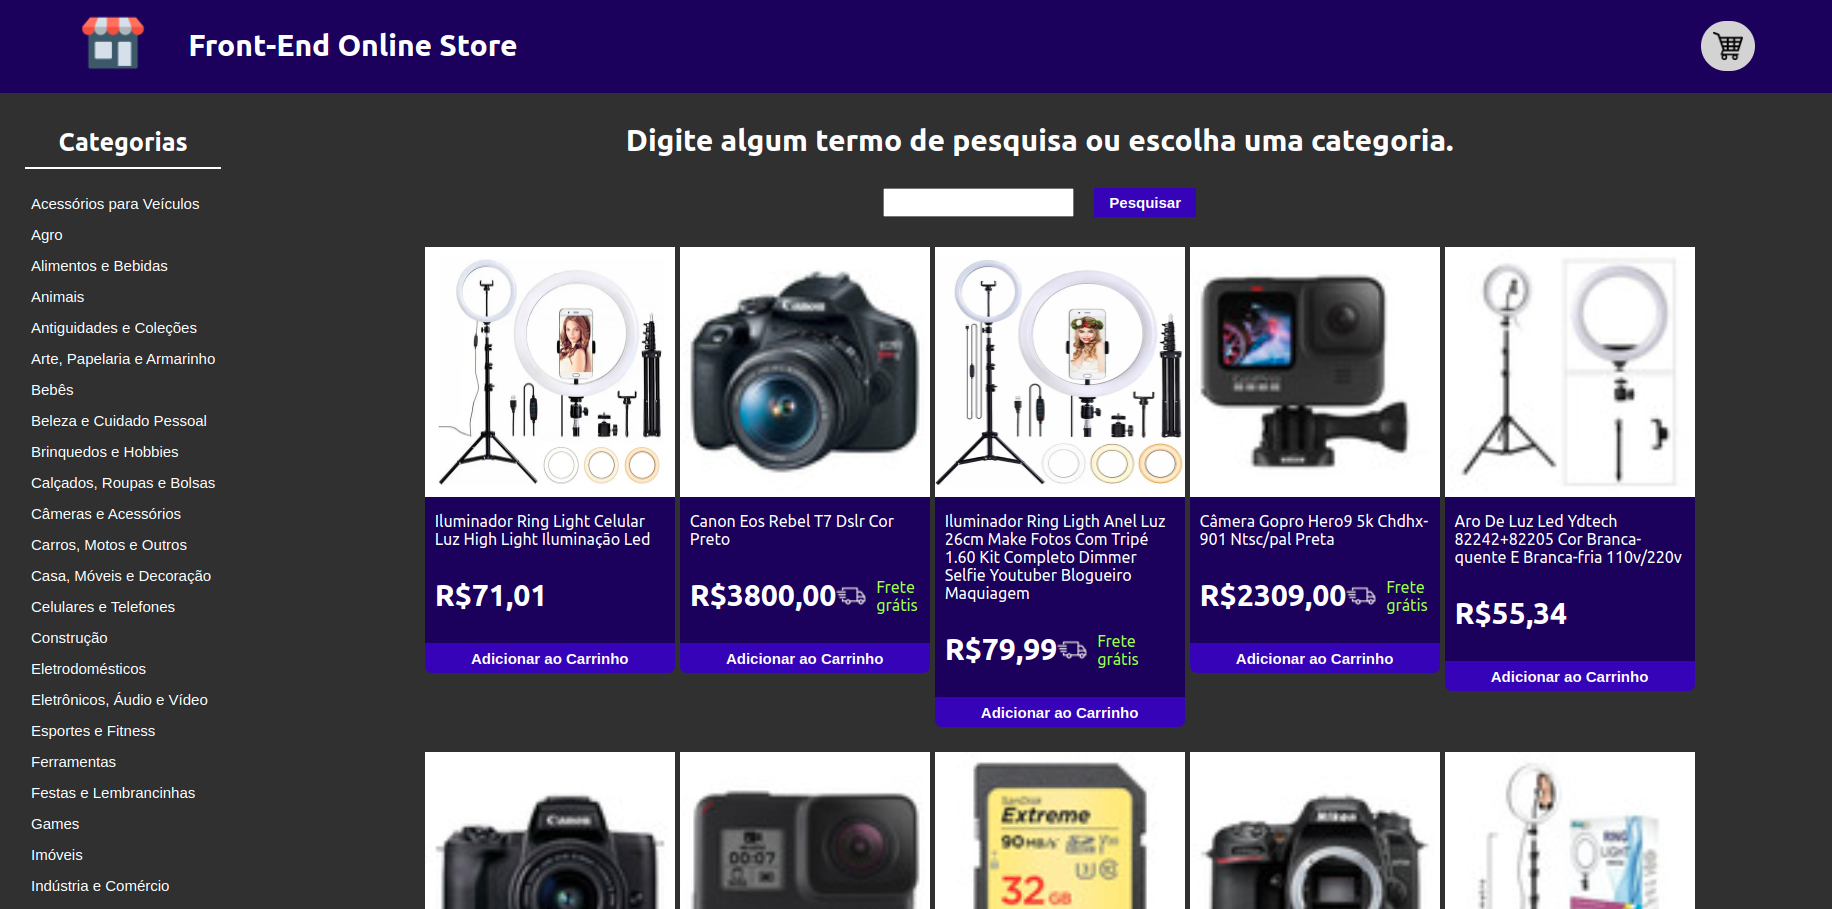 Front-End Online Store
Categorias
Digite algum termo de pesquisa ou escolha uma categoria.
Pesquisar
Acessórios para Veículos
Agro
Alimentos e Bebidas
Animais
Antiguidades e Coleções
Arte, Papelaria e Armarinho
Bebês
Beleza e Cuidado Pessoal
Brinquedos e Hobbies
Calçados, Roupas e Bolsas
Câmeras e Acessórios
Carros, Motos e Outros
Casa, Móveis e Decoração
Celulares e Telefones
Construção
Eletrodomésticos
Eletrônicos, Áudio e Vídeo
Esportes e Fitness
Ferramentas
Festas e Lembrancinhas
Games
Imóveis
Indústria e Comércio
Iluminador Ring Light Celular
Luz High Light Iluminação Led
R$71,01
Adicionar ao Carrinho
Canon
Canon Eos Rebel T7 Dslr Cor
Preto
R$3800,00
Frete
grátis
Adicionar ao Carrinho
Iluminador Ring Ligth Anel Luz
26cm Make Fotos Com Tripé
1.60 Kit Completo Dimmer
Selfie Youtuber Blogueiro
Maquiagem
R$79,99
Frete
grátis
Adicionar ao Carrinho
GoPro
Câmera Gopro Hero9 5k Chdhx-
901 Ntsc/pal Preta
R$2309,00
Frete
grátis
Adicionar ao Carrinho
Aro De Luz Led Ydtech
82242+82205 Cor Branca-
quente E Branca-fria 110v/220v
R$55,34
Adicionar ao Carrinho
Canon
00:07
SanDisk
Extreme
90 MB/s
32 GB
Nikon
RING
LIGHT